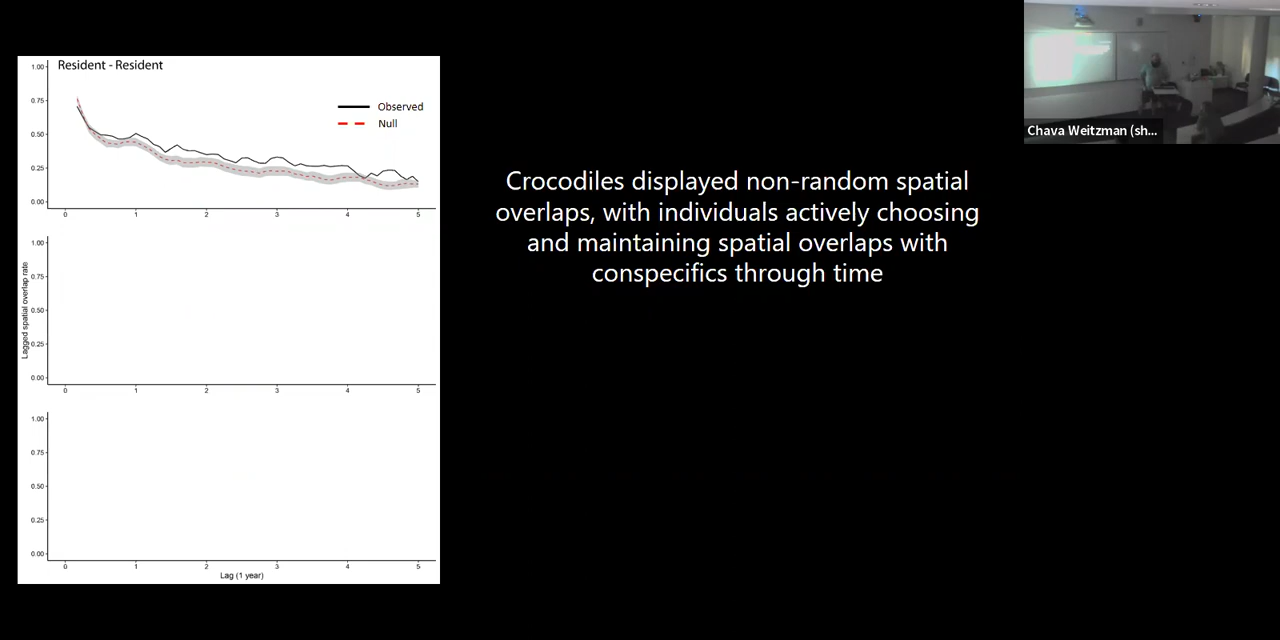 Resident - Resident
Observed
Null
1.00
0.75
0.50
0.25
0.00
0 1 2 3 4 5
1.00
0.75
0.50
0.25
0.00
0 1 2 3 4 5
1.00
0.75
0.50
0.25
0.00
0 1 2 3 4 5
Lagged spatial overlap rate
Lag (1 year)
Crocodiles displayed non-random spatial
overlaps, with individuals actively choosing
and maintaining spatial overlaps with
conspecifics through time
Chava Weitzman (sh...